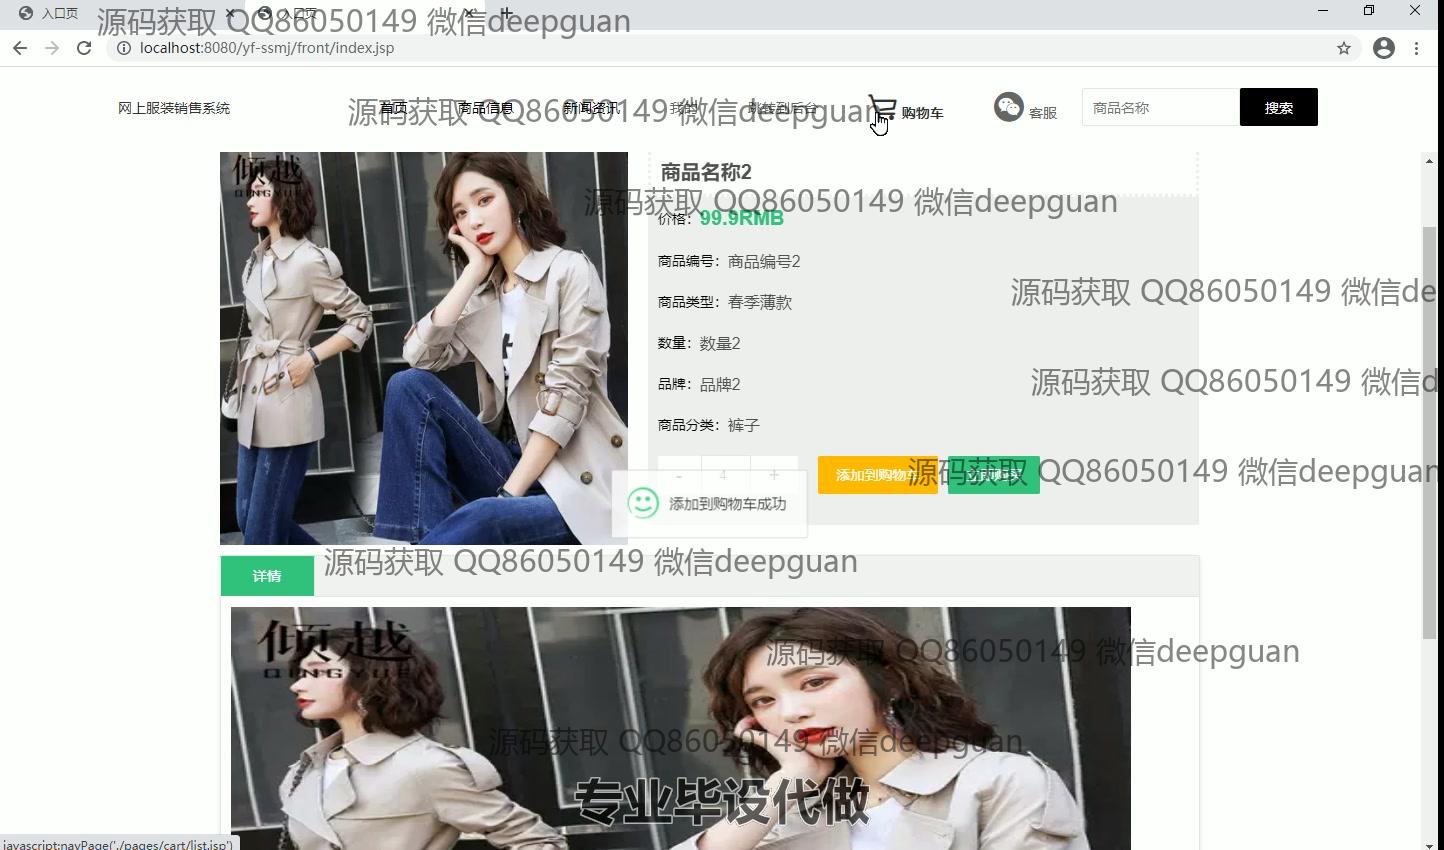 入口页
入口页
源码获取 QQ86050149 微信deepguan
localhost:8080/yf-ssmj/front/index.jsp
网上服装销售系统
首页
商品信息
新闻资讯
我的
跳转到后台
购物车
客服
商品名称
搜索
源码获取 QQ86050149 微信deepguan
倾越
QINGYUE
商品名称2
源码获取 QQ86050149 微信deepguan
价格: 99.9RMB
商品编号: 商品编号2
源码获取 QQ86050149 微信de
商品类型: 春季薄款
数量: 数量2
品牌: 品牌2
源码获取 QQ86050149 微信d
商品分类: 裤子
- 4 +
添加到购物车
源码获取 QQ86050149 微信deepguan
添加到购物车成功
详情
源码获取 QQ86050149 微信deepguan
倾越
QINGYUE
源码获取 QQ86050149 微信deepguan
源码获取 QQ86050149 微信deepguan
专业毕设代做
javascript:navPage('./pages/cart/list.jsp')